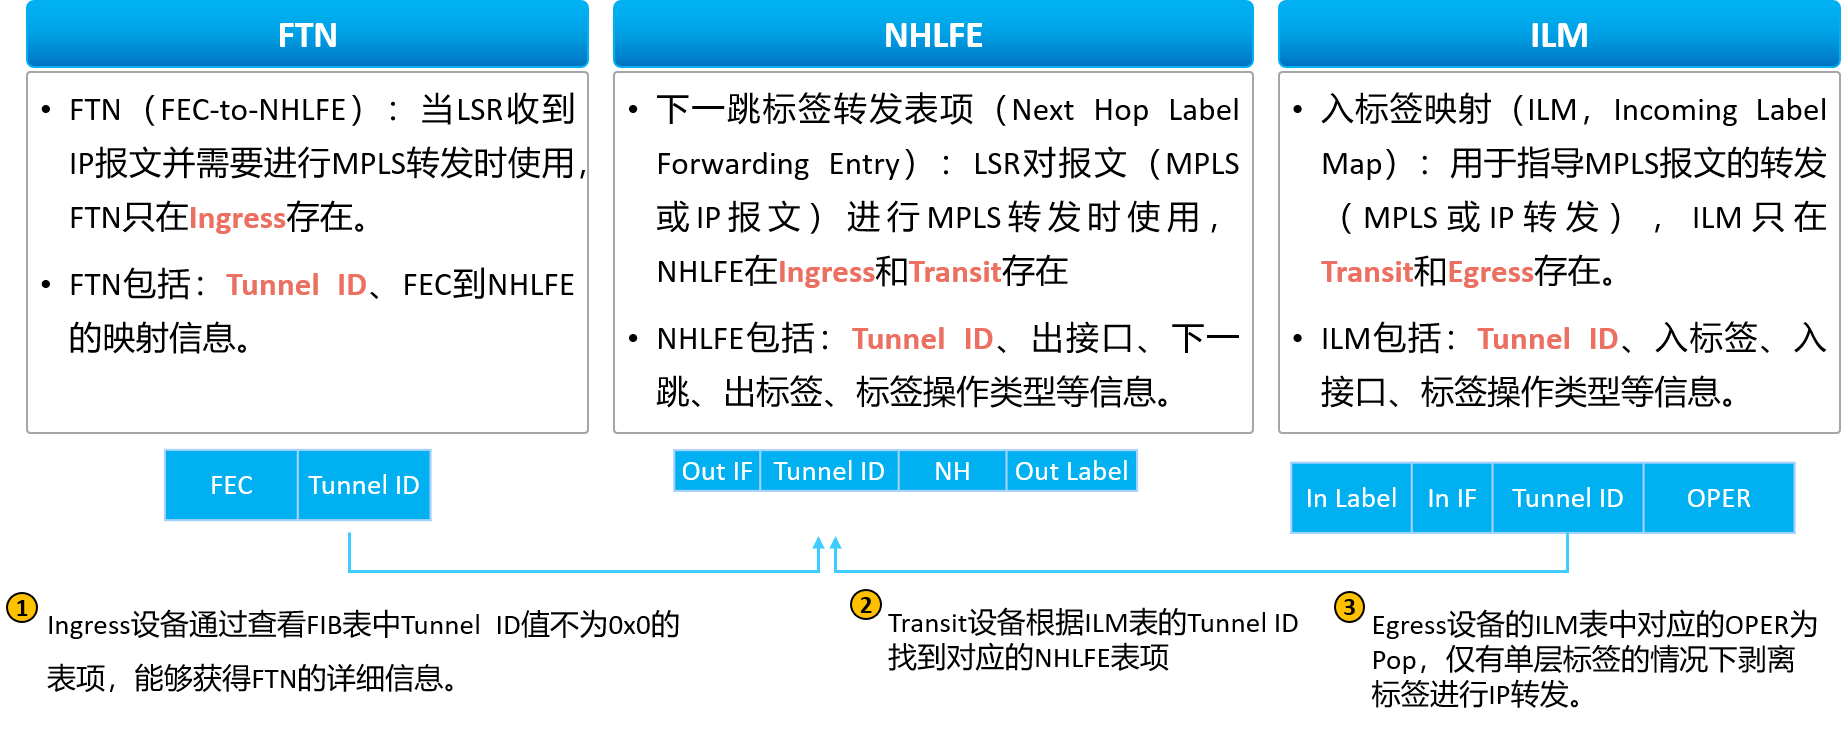 FTN
• FTN（FEC-to-NHLFE）：当LSR收到
IP报文并需要进行MPLS转发时使用，
FTN只在Ingress存在。
• FTN包括：Tunnel ID、FEC到NHLFE
的映射信息。
FEC
Tunnel ID
NHLFE
• 下一跳标签转发表项（Next Hop Label
Forwarding Entry）：LSR对报文（MPLS
或IP报文）进行MPLS转发时使用，
NHLFE在Ingress和Transit存在
• NHLFE包括：Tunnel ID、出接口、下一
跳、出标签、标签操作类型等信息。
Out IF
Tunnel ID
NH
Out Label
ILM
• 入标签映射（ILM，Incoming Label
Map）：用于指导MPLS报文的转发
（MPLS或IP转发），ILM只在
Transit和Egress存在。
• ILM包括：Tunnel ID、入标签、入
接口、标签操作类型等信息。
In Label
In IF
Tunnel ID
OPER
1
Ingress设备通过查看FIB表中Tunnel ID值不为0x0的
表项，能够获得FTN的详细信息。
2
Transit设备根据ILM表的Tunnel ID
找到对应的NHLFE表项
3
Egress设备的ILM表中对应的OPER为
Pop，仅有单层标签的情况下剥离
标签进行IP转发。